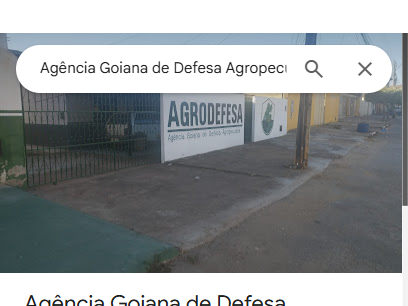 Agência Goiana de Defesa Agropecu
AGRODEFESA
Agência Goiana de Defesa Agropecuária
Agência Goiana de Defesa